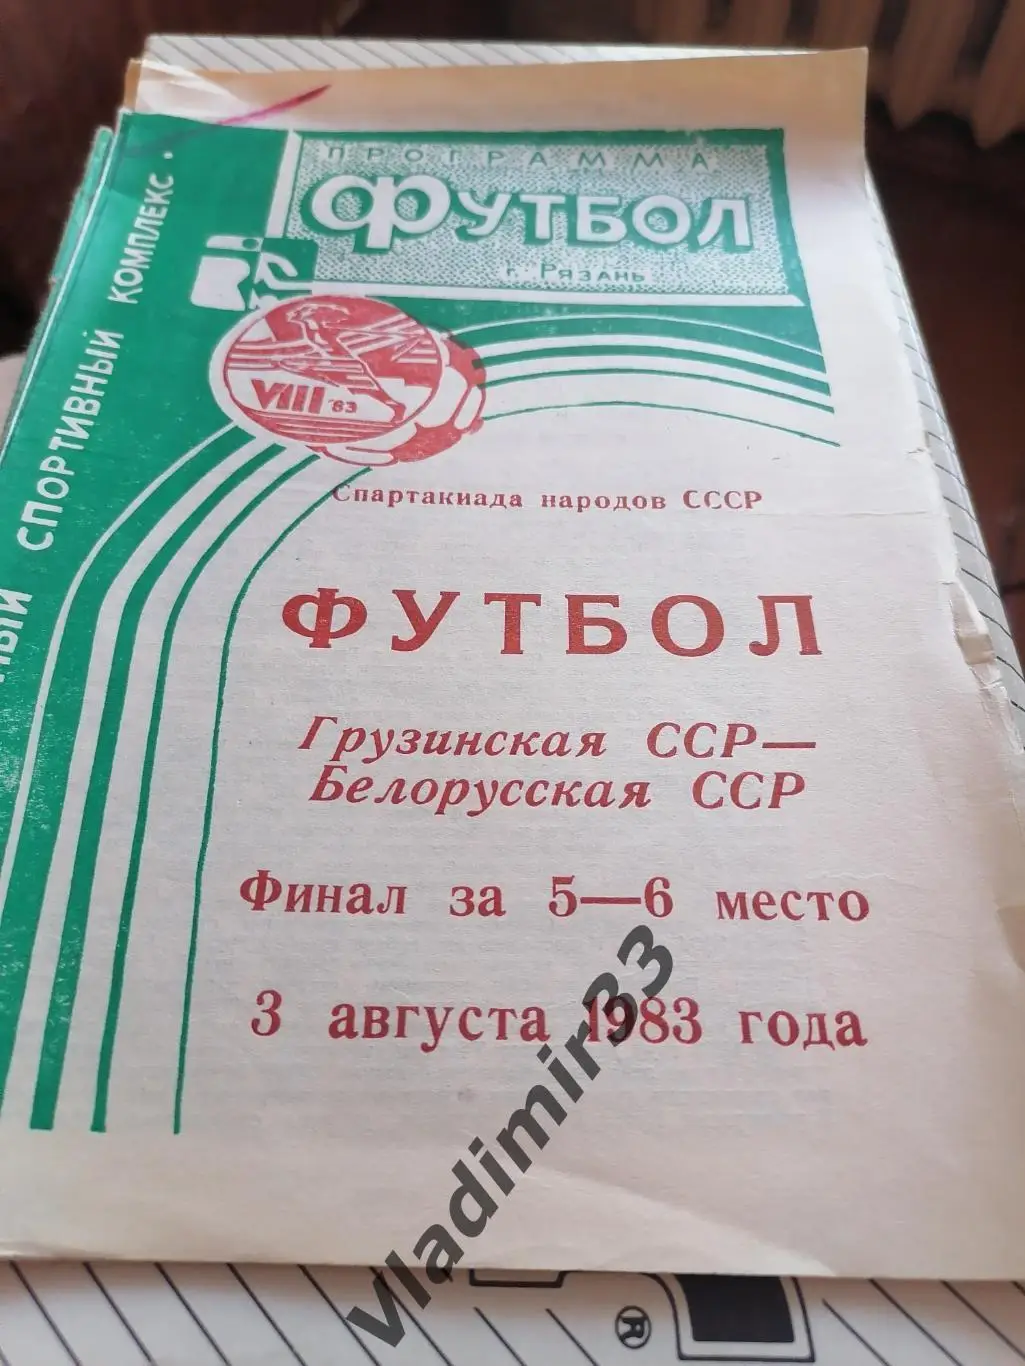 ПРОГРАММА
ФУТБОЛ
г. РЯЗАНЬ
VIII '83
СПОРТИВНЫЙ КОМПЛЕКС
Спартакиада народов СССР
ФУТБОЛ
Грузинская ССР—
Белорусская ССР
Финал за 5—6 место
3 августа 1983 года
vladimir33
®